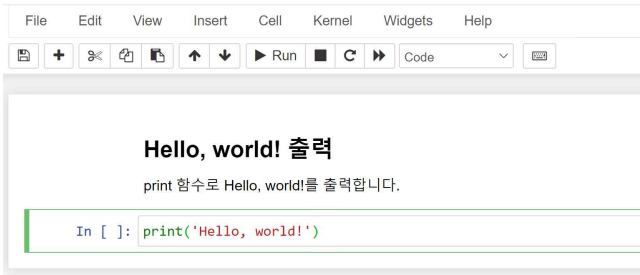 File Edit View Insert Cell Kernel Widgets Help
Run Code
Hello, world! 출력
print 함수로 Hello, world!를 출력합니다.
In [ ]: print('Hello, world!')